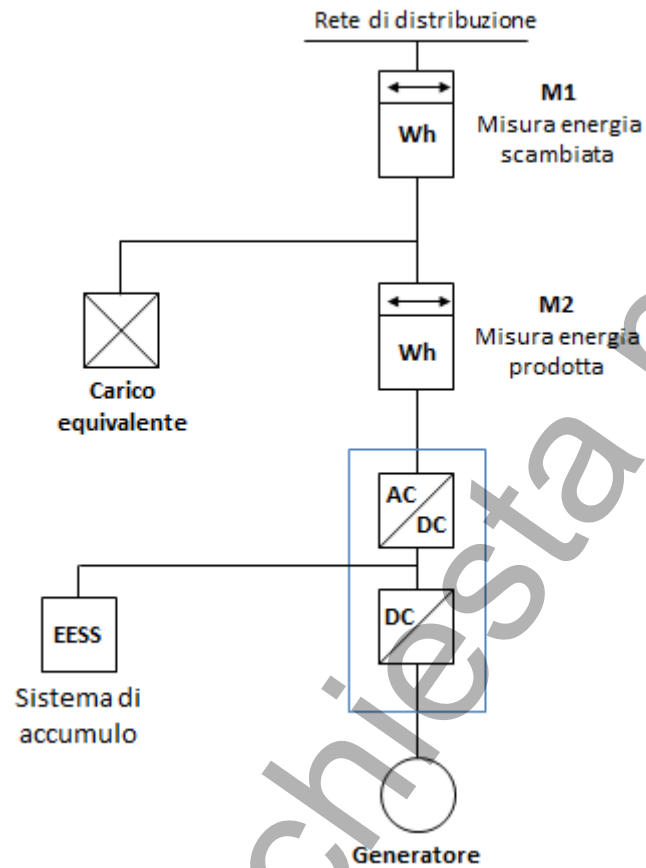 Rete di distribuzione
M1
Misura energia
scambiata
Wh
M2
Misura energia
prodotta
Wh
Carico
equivalente
AC
DC
DC
EESS
Sistema di
accumulo
Generatore
chiesta